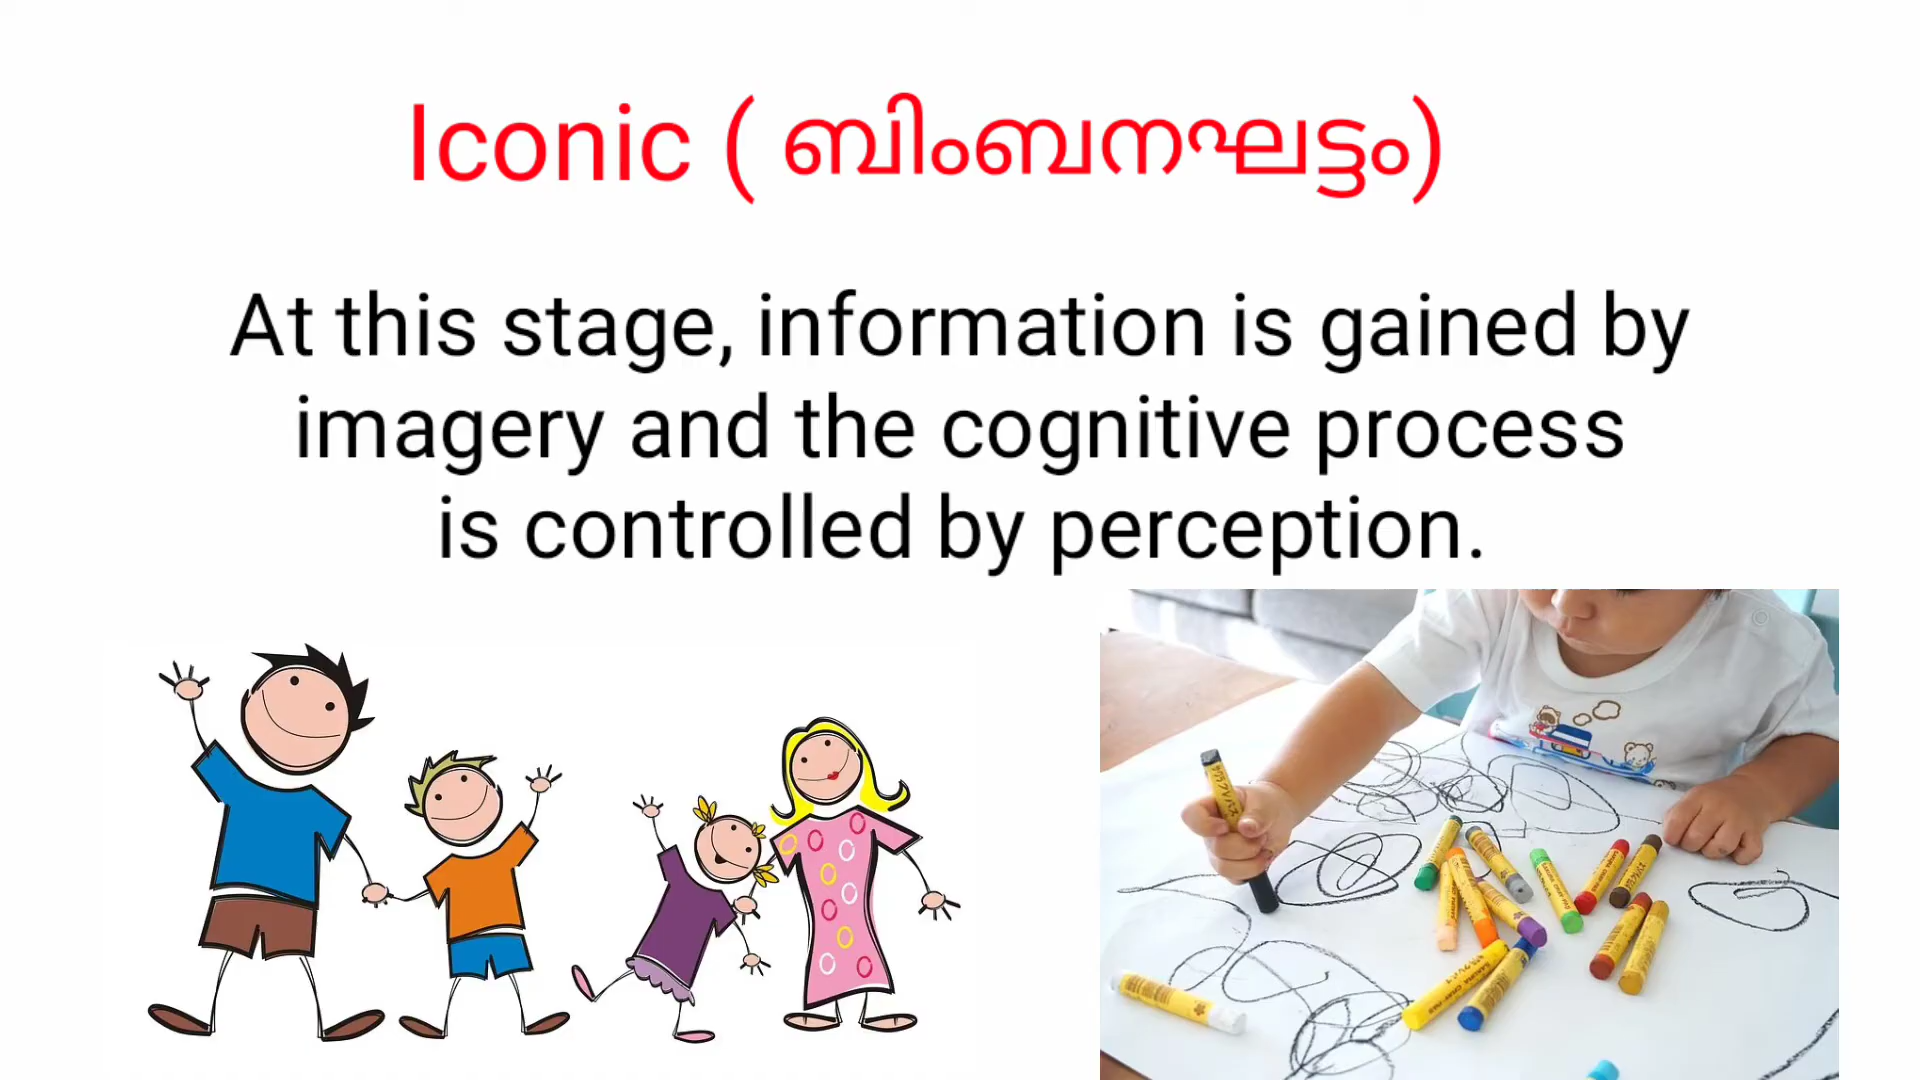 Iconic ( ബിംബനഘട്ടം)
At this stage, information is gained by
imagery and the cognitive process
is controlled by perception.